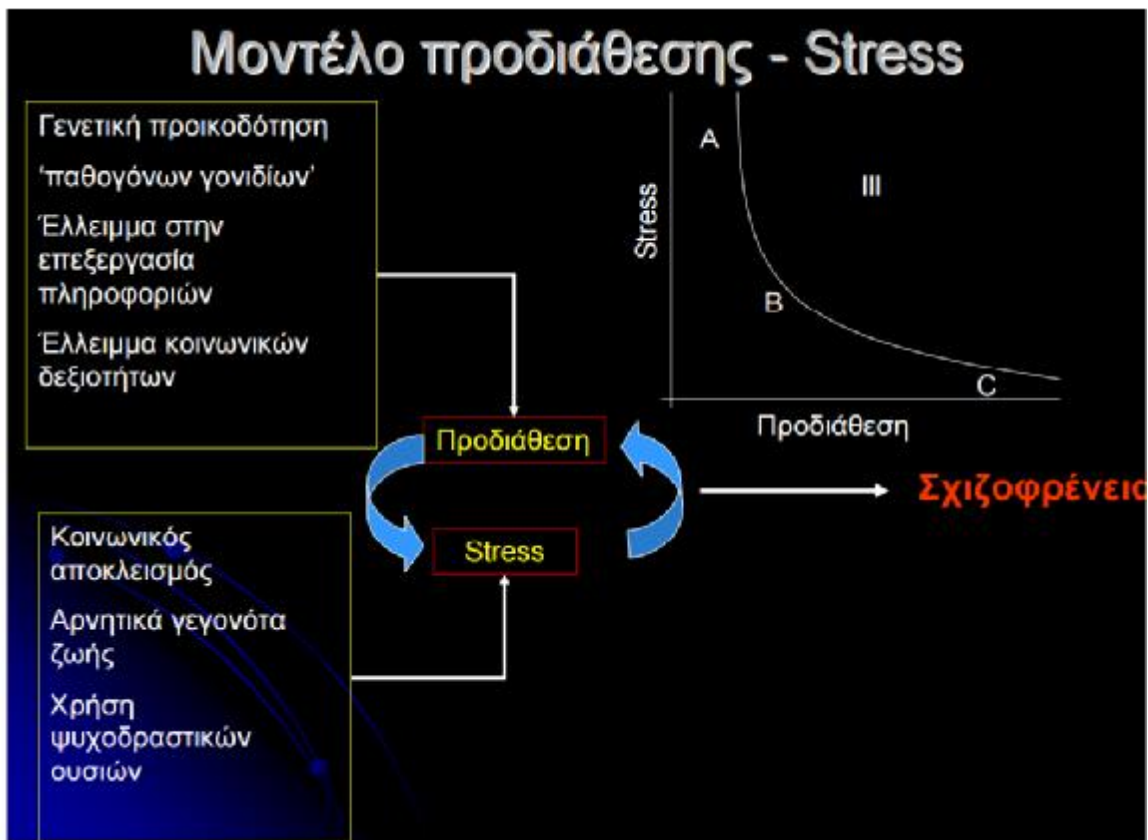 Μοντέλο προδιάθεσης - Stress
Γενετική προικοδότηση
‘παθογόνων γονιδίων’
Έλλειμμα στην
επεξεργασία
πληροφοριών
Έλλειμμα κοινωνικών
δεξιοτήτων
A
III
Stress
B
C
Προδιάθεση
Προδιάθεση
Σχιζοφρένεια
Stress
Κοινωνικός
αποκλεισμός
Αρνητικά γεγονότα
ζωής
Χρήση
ψυχοδραστικών
ουσιών